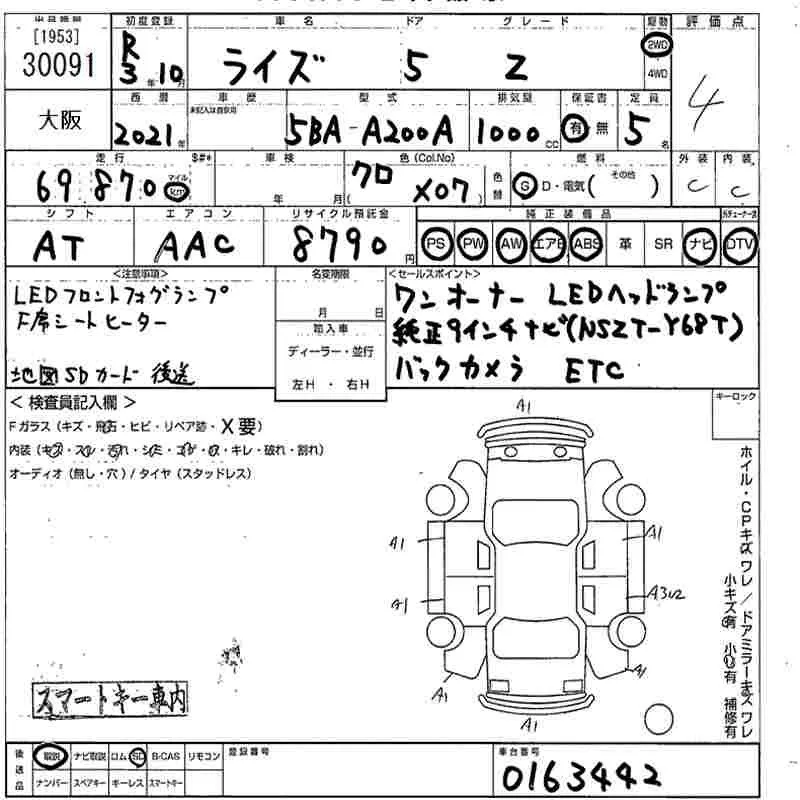 出品番号 初度登録 車名 ドア グレード 駆動 評価点
[1953] 30091 R3年10月 ライズ 5 Z 2WD 4WD 4
大阪 西暦 車歴 型式 排気量 保証書 定員
2021年 5BA-A200A 1000cc 有・無 5名
走行 $#* 車検 色(Col.No) 色替 燃料 外装 内装
69870 マイル km 年 月 クロ (X07) G D・電気( その他 ) C C
シフト エアコン リサイクル預託金 純正装備品
AT AAC 8790円 PS PW AW エアB ABS 革 SR ナビ DTV
<注意事項> 名変期限 <セールスポイント>
LEDフロントフォグランプ 月 日 ワンオーナー LEDヘッドランプ
F席シートヒーター 輸入車 純正9インチナビ(NSZT-Y68T)
ディーラー・並行
地図SDカード後送 左H・右H バックカメラ ETC
<検査員記入欄> キーロック
Fガラス(キズ・飛石・ヒビ・リペア跡・X要)
内装(キズ・スレ・汚れ・シミ・コゲ・穴・キレ・破れ・割れ)
オーディオ(無し・穴)/タイヤ(スタッドレス)
A1
A1 A1
A1 A3U2
A1 A1
A1
ホイル・CPキズ ワレ/ドアミラーキズ ワレ
小キズ有 小凹有 補修有
スマートキー車内
後送品 取説 ナビ取説 ロム SD B-CAS リモコン 登録番号 車台番号
ナンバー スペアキー キーレス スマートキー 0163442